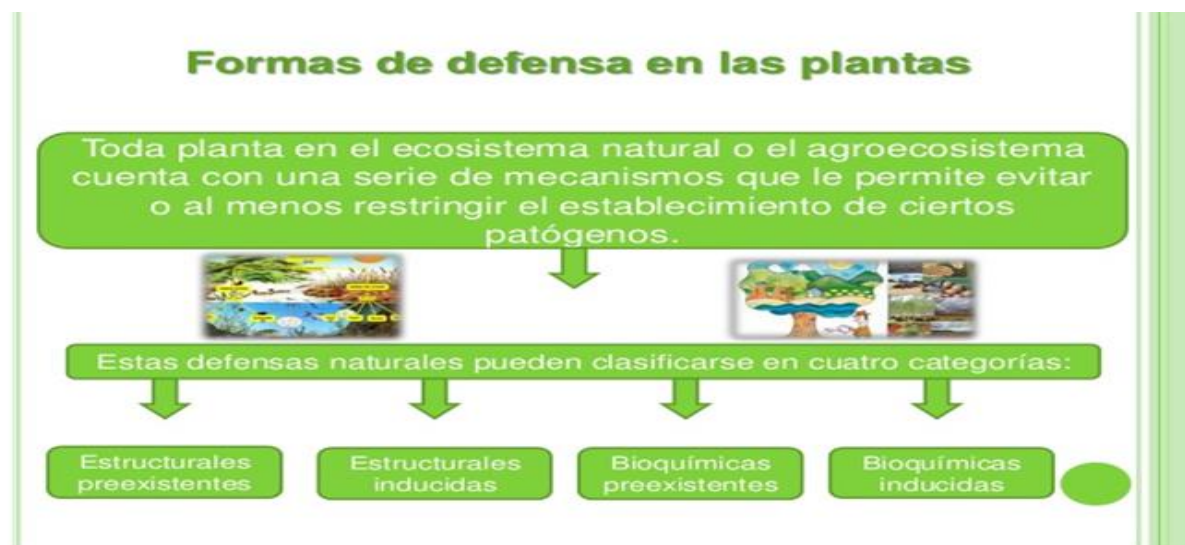 Formas de defensa en las plantas
Toda planta en el ecosistema natural o el agroecosistema
cuenta con una serie de mecanismos que le permite evitar
o al menos restringir el establecimiento de ciertos
patógenos.
Estas defensas naturales pueden clasificarse en cuatro categorías:
Estructurales
preexistentes
Estructurales
inducidas
Bioquímicas
preexistentes
Bioquímicas
inducidas